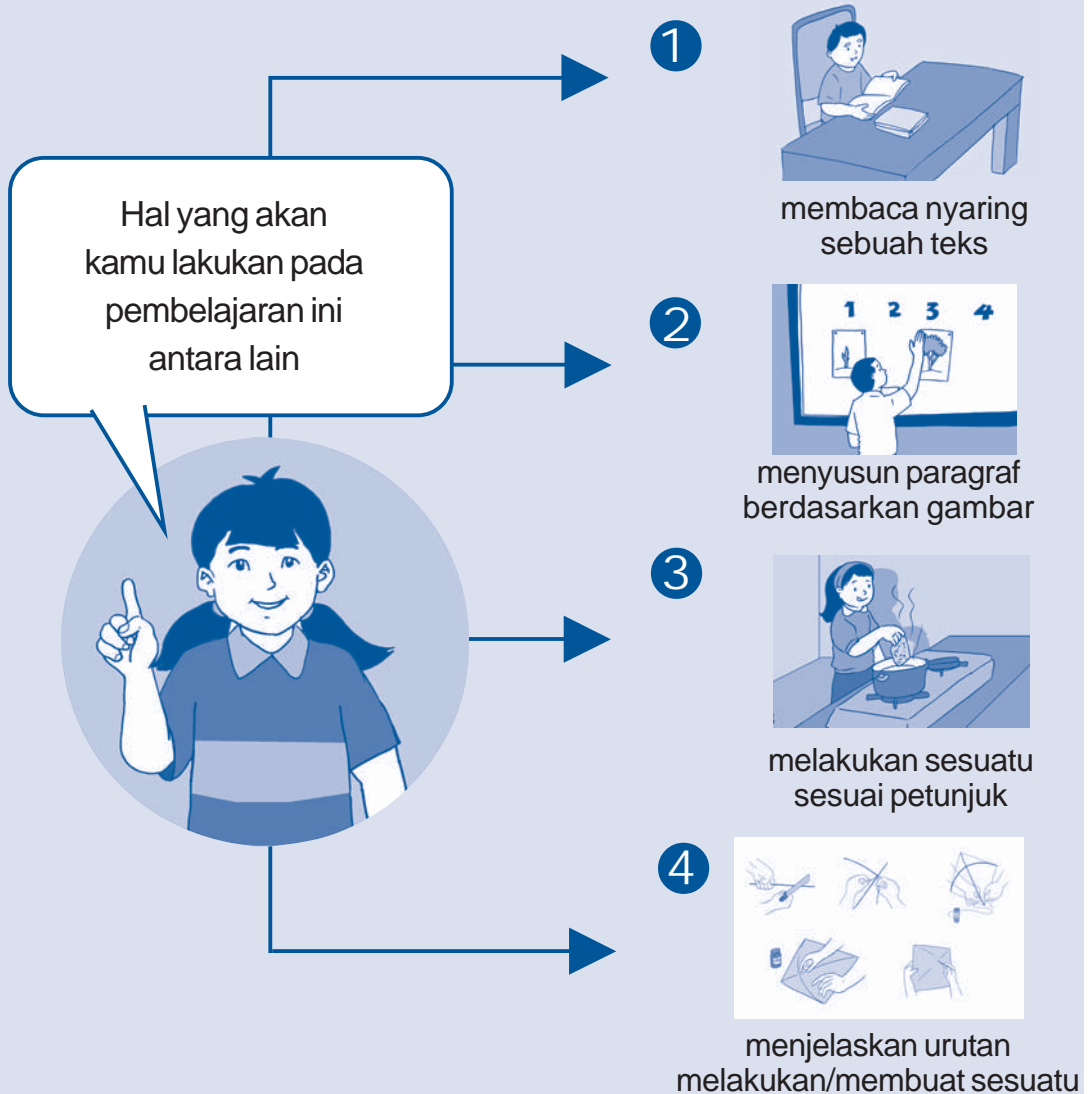 Hal yang akan
kamu lakukan pada
pembelajaran ini
antara lain
1
membaca nyaring
sebuah teks
2
1 2 3 4
menyusun paragraf
berdasarkan gambar
3
melakukan sesuatu
sesuai petunjuk
4
menjelaskan urutan
melakukan/membuat sesuatu